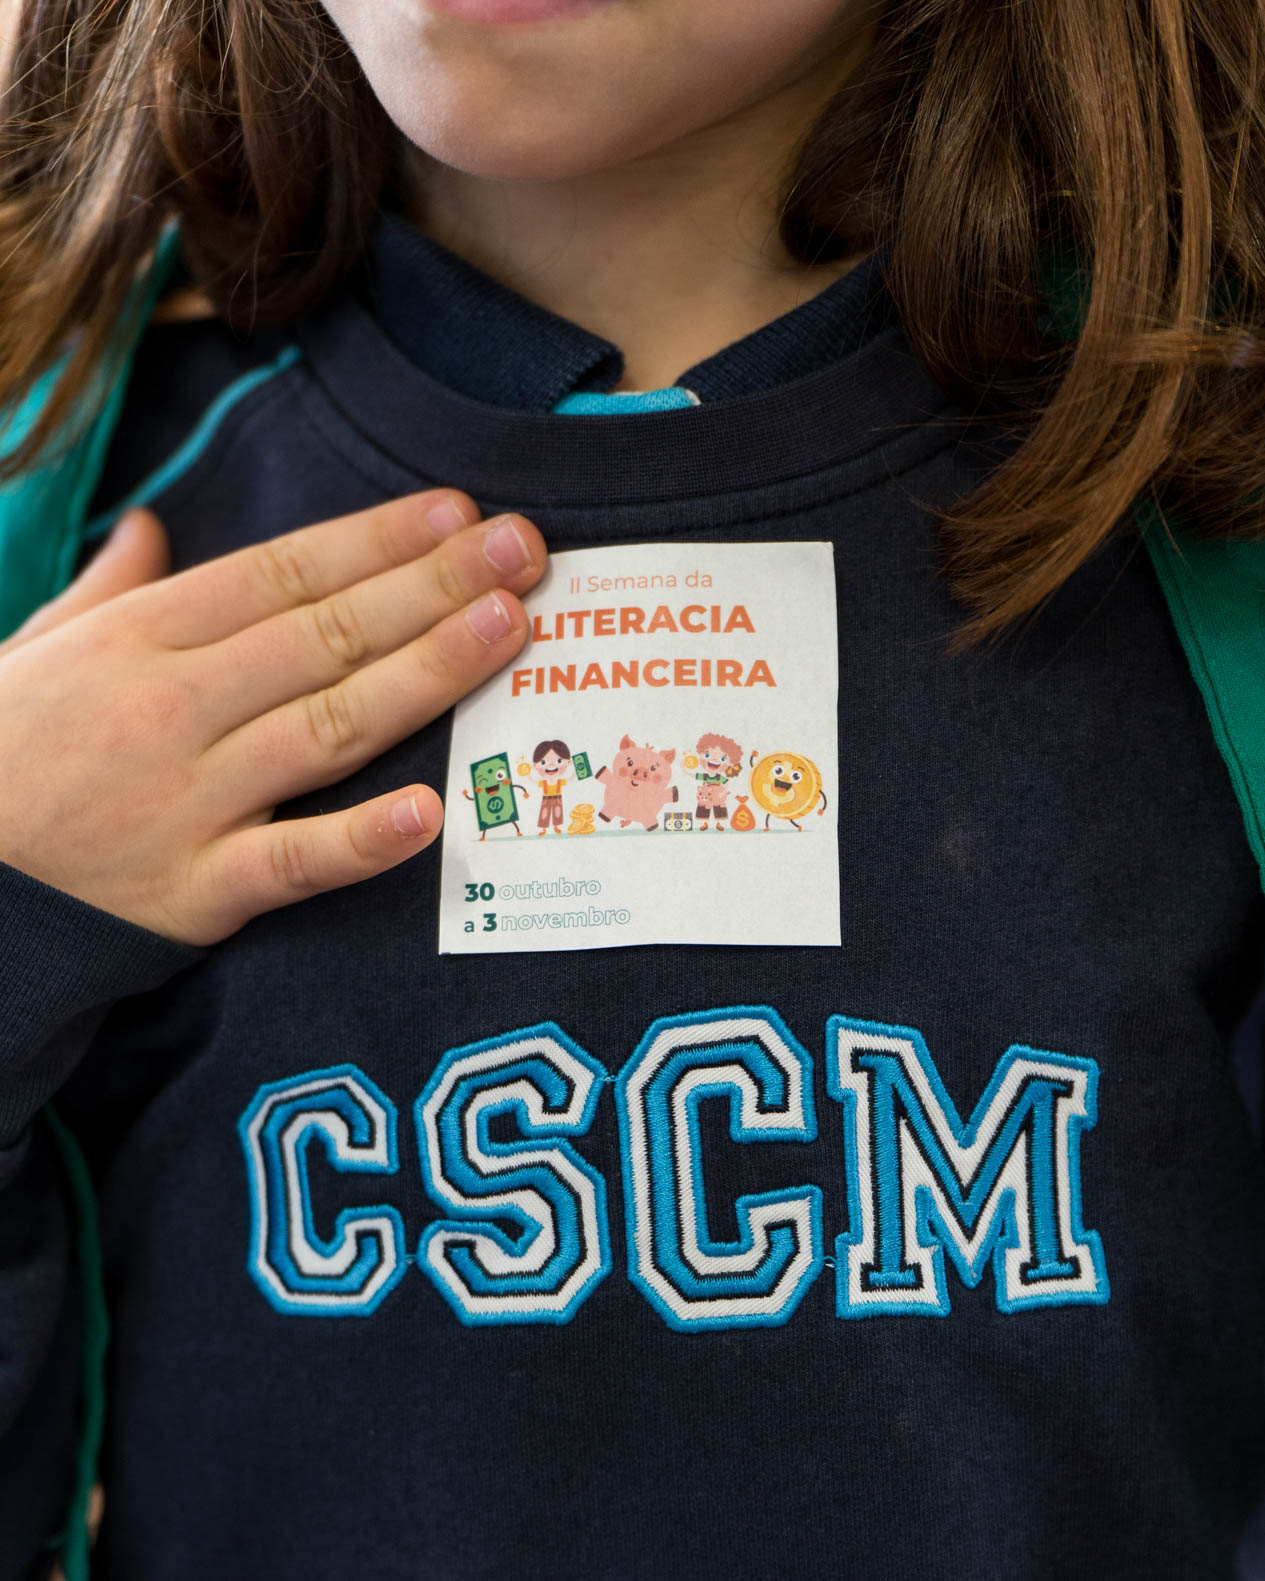 II Semana da
LITERACIA
FINANCEIRA
30 outubro
a 3 novembro
CSCM